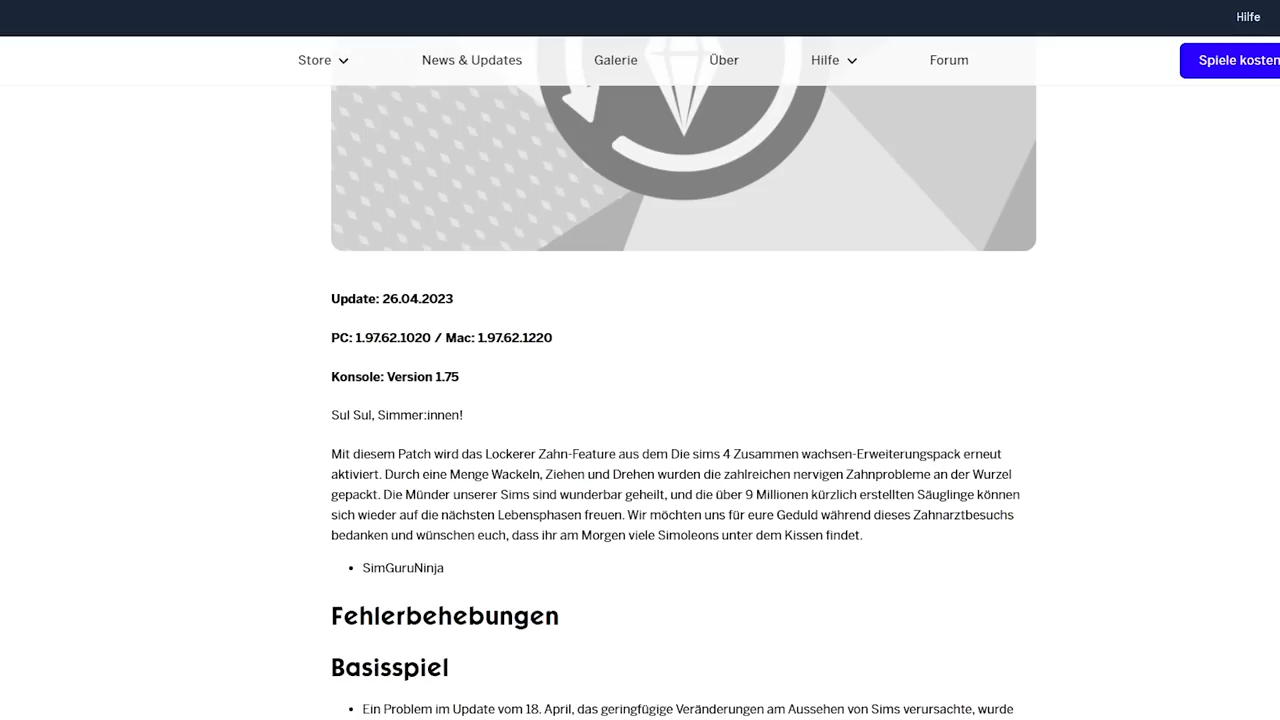 Hilfe
Store
News & Updates
Galerie
Über
Hilfe
Forum
Spiele kosten
Update: 26.04.2023
PC: 1.97.62.1020 / Mac: 1.97.62.1220
Konsole: Version 1.75
Sul Sul, Simmer:innen!
Mit diesem Patch wird das Lockerer Zahn-Feature aus dem Die sims 4 Zusammen wachsen-Erweiterungspack erneut
aktiviert. Durch eine Menge Wackeln, Ziehen und Drehen wurden die zahlreichen nervigen Zahnprobleme an der Wurzel
gepackt. Die Münder unserer Sims sind wunderbar geheilt, und die über 9 Millionen kürzlich erstellten Säuglinge können
sich wieder auf die nächsten Lebensphasen freuen. Wir möchten uns für eure Geduld während dieses Zahnarztbesuchs
bedanken und wünschen euch, dass ihr am Morgen viele Simoleons unter dem Kissen findet.
• SimGuruNinja
Fehlerbehebungen
Basisspiel
• Ein Problem im Update vom 18. April, das geringfügige Veränderungen am Aussehen von Sims verursachte, wurde